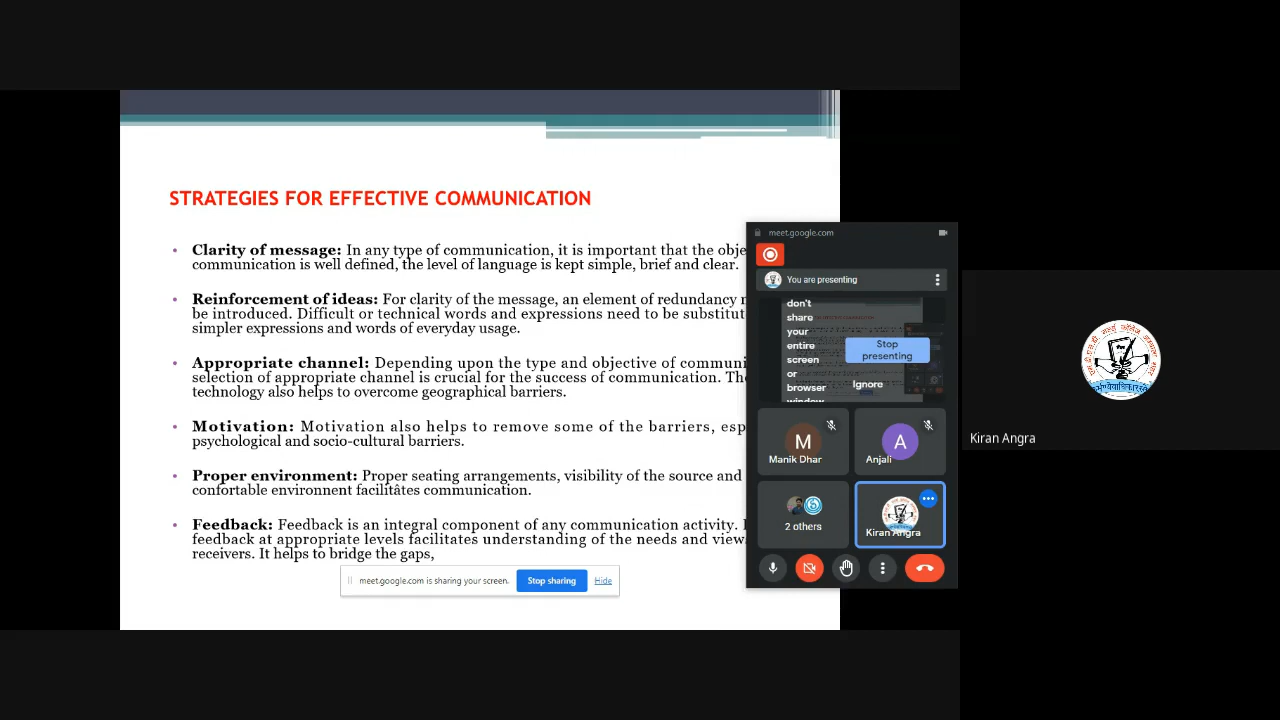 STRATEGIES FOR EFFECTIVE COMMUNICATION
• Clarity of message: In any type of communication, it is important that the obje
communication is well defined, the level of language is kept simple, brief and clear.
• Reinforcement of ideas: For clarity of the message, an element of redundancy
be introduced. Difficult or technical words and expressions need to be substitut
simpler expressions and words of everyday usage.
• Appropriate channel: Depending upon the type and objective of communi
selection of appropriate channel is crucial for the success of communication. The
technology also helps to overcome geographical barriers.
• Motivation: Motivation also helps to remove some of the barriers, esp
psychological and socio-cultural barriers.
• Proper environment: Proper seating arrangements, visibility of the source and
confortable environnent facilitâtes communication.
• Feedback: Feedback is an integral component of any communication activity.
feedback at appropriate levels facilitates understanding of the needs and view
receivers. It helps to bridge the gaps,
meet.google.com is sharing your screen.
Stop sharing
Hide
meet.google.com
You are presenting
don't
share
your
entire
screen
or
browser
window
Stop
presenting
Ignore
M
Manik Dhar
A
Anjali
2 others
Kiran Angra
Kiran Angra